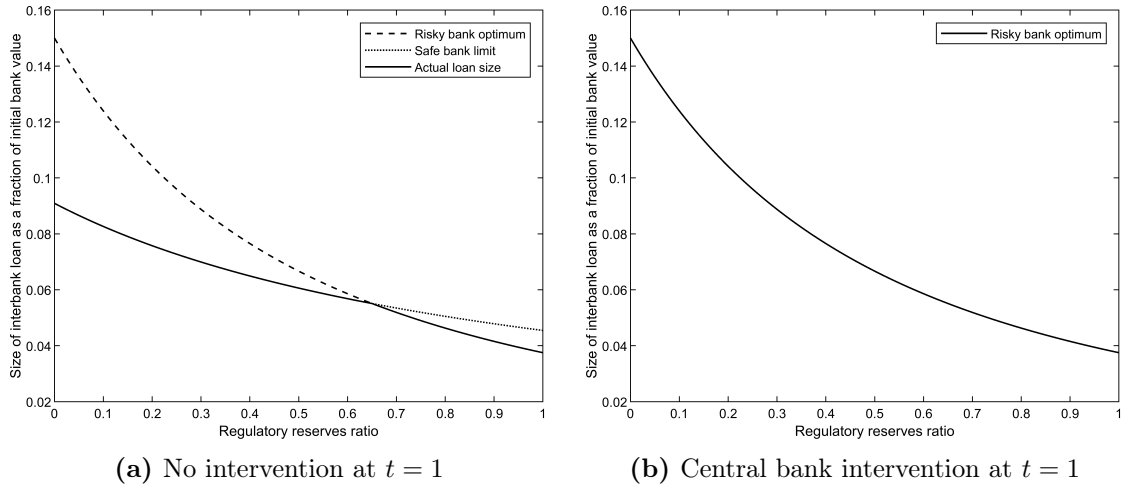 Size of interbank loan as a fraction of initial bank value
0.16
0.14
0.12
0.1
0.08
0.06
0.04
0.02
Risky bank optimum
Safe bank limit
Actual loan size
0 0.1 0.2 0.3 0.4 0.5 0.6 0.7 0.8 0.9 1
Regulatory reserves ratio
(a) No intervention at t = 1
Size of interbank loan as a fraction of initial bank value
0.16
0.14
0.12
0.1
0.08
0.06
0.04
0.02
Risky bank optimum
0 0.1 0.2 0.3 0.4 0.5 0.6 0.7 0.8 0.9 1
Regulatory reserves ratio
(b) Central bank intervention at t = 1